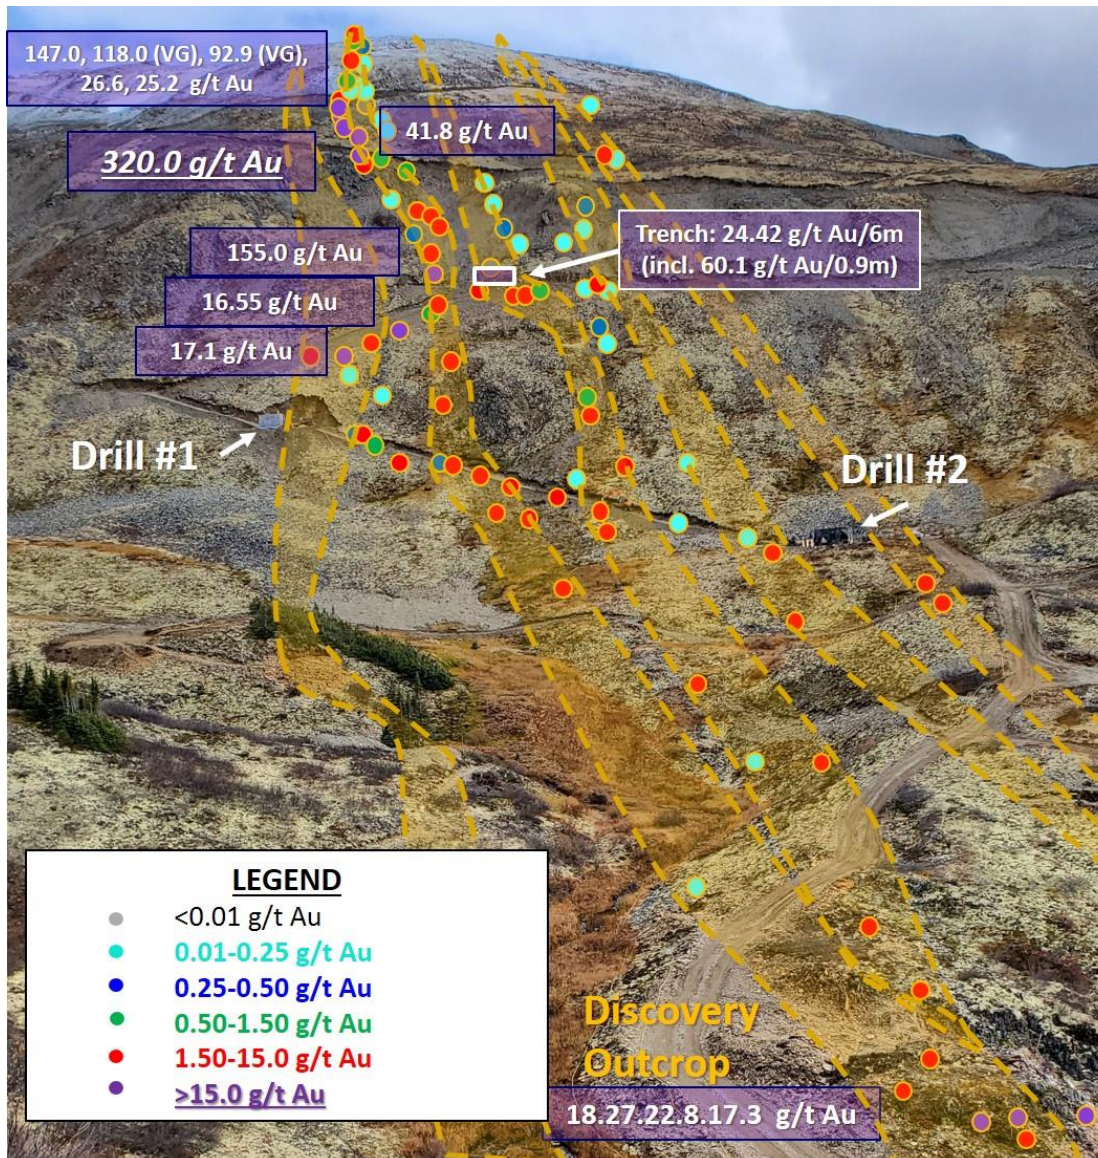 147.0, 118.0 (VG), 92.9 (VG),
26.6, 25.2 g/t Au
41.8 g/t Au
320.0 g/t Au
Trench: 24.42 g/t Au/6m
(incl. 60.1 g/t Au/0.9m)
155.0 g/t Au
16.55 g/t Au
17.1 g/t Au
Drill #1
Drill #2
LEGEND
<0.01 g/t Au
0.01-0.25 g/t Au
0.25-0.50 g/t Au
0.50-1.50 g/t Au
1.50-15.0 g/t Au
>15.0 g/t Au
Discovery
Outcrop
18.27.22.8.17.3 g/t Au